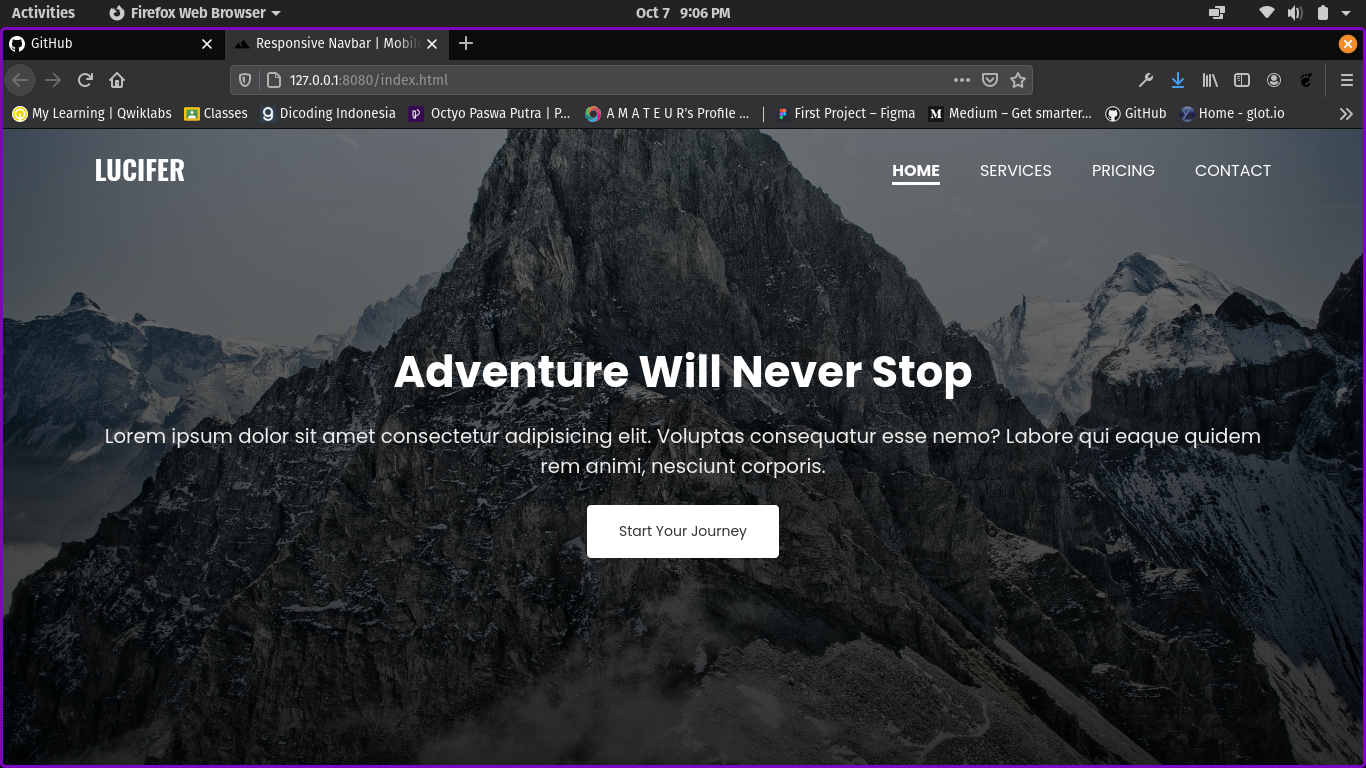 Activities Firefox Web Browser Oct 7 9:06 PM
GitHub Responsive Navbar | Mobil
127.0.0.1:8080/index.html
My Learning | Qwiklabs Classes Dicoding Indonesia Octyo Paswa Putra | P... A M A T E U R's Profile ... First Project – Figma Medium – Get smarter... GitHub Home - glot.io
LUCIFER HOME SERVICES PRICING CONTACT
Adventure Will Never Stop
Lorem ipsum dolor sit amet consectetur adipisicing elit. Voluptas consequatur esse nemo? Labore qui eaque quidem
rem animi, nesciunt corporis.
Start Your Journey